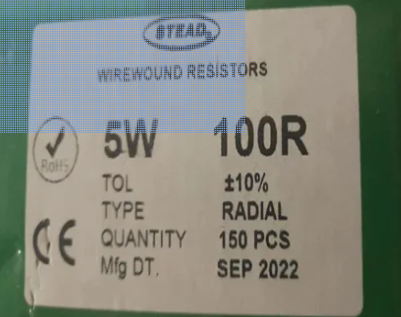 STEAD
WIREWOUND RESISTORS
RoHS
5W 100R
TOL ±10%
TYPE RADIAL
QUANTITY 150 PCS
Mfg DT. SEP 2022
CE